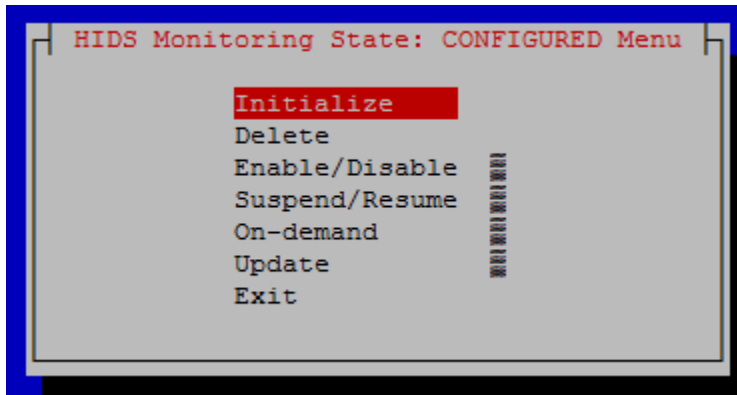 HIDS Monitoring State: CONFIGURED Menu
Initialize
Delete
Enable/Disable
Suspend/Resume
On-demand
Update
Exit